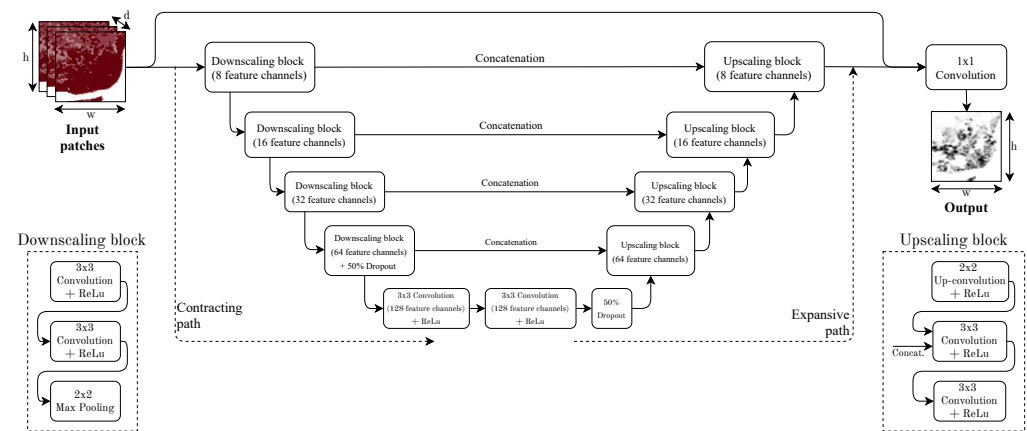 d
h
w
Input
patches
Downscaling block
(8 feature channels)
Concatenation
Upscaling block
(8 feature channels)
1x1
Convolution
Downscaling block
(16 feature channels)
Concatenation
Upscaling block
(16 feature channels)
h
w
Output
Downscaling block
(32 feature channels)
Concatenation
Upscaling block
(32 feature channels)
Downscaling block
(64 feature channels)
+ 50% Dropout
Concatenation
Upscaling block
(64 feature channels)
3x3 Convolution
(128 feature channels)
+ ReLu
3x3 Convolution
(128 feature channels)
+ ReLu
50%
Dropout
Contracting
path
Expansive
path
Downscaling block
3x3
Convolution
+ ReLu
3x3
Convolution
+ ReLu
2x2
Max Pooling
Upscaling block
2x2
Up-convolution
+ ReLu
Concat.
3x3
Convolution
+ ReLu
3x3
Convolution
+ ReLu